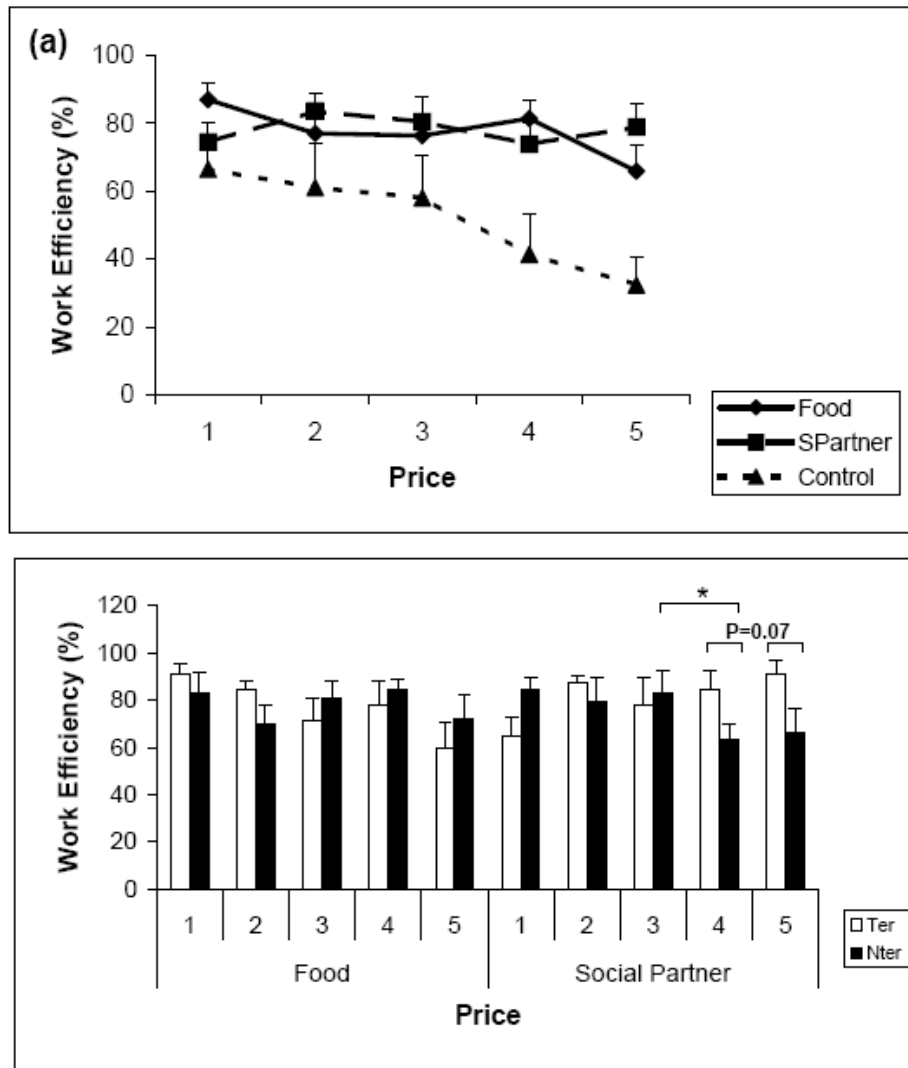 (a)
Work Efficiency (%)
100
80
60
40
20
0
1 2 3 4 5
Price
Food
SPartner
Control
Work Efficiency (%)
120
100
80
60
40
20
0
*
P=0.07
1 2 3 4 5 1 2 3 4 5
Food Social Partner
Price
Ter
Nter